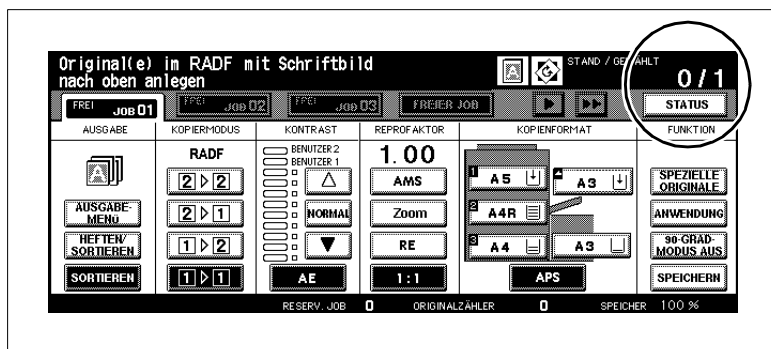 Original(e) im RADF mit Schriftbild
nach oben anlegen
STAND / GEZÄHLT
0 / 1
FREI JOB 01
FREI JOB 02
FREI JOB 03
FREIER JOB
STATUS
AUSGABE KOPIERMODUS KONTRAST REPROFAKTOR KOPIENFORMAT FUNKTION
RADF
BENUTZER 2
BENUTZER 1
1.00
2 ▷ 2
AMS
1 A5
A3
SPEZIELLE
ORIGINALE
AUSGABE-
MENÜ
2 ▷ 1
NORMAL
Zoom
2 A4R
ANWENDUNG
HEFTEN/
SORTIEREN
1 ▷ 2
RE
3 A4
A3
90-GRAD-
MODUS AUS
SORTIEREN
1 ▷ 1
AE
1:1
APS
SPEICHERN
RESERV. JOB 0 ORIGINALZÄHLER 0 SPEICHER 100 %